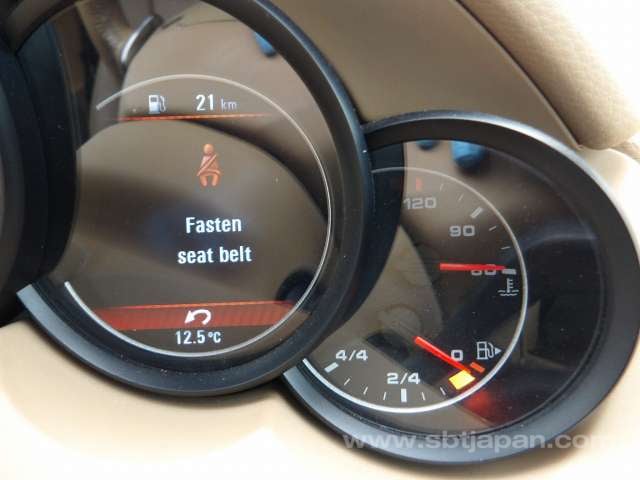 21 km
Fasten
seat belt
12.5°C
120
90
60
4/4
2/4
0
www.sbtjapan.com